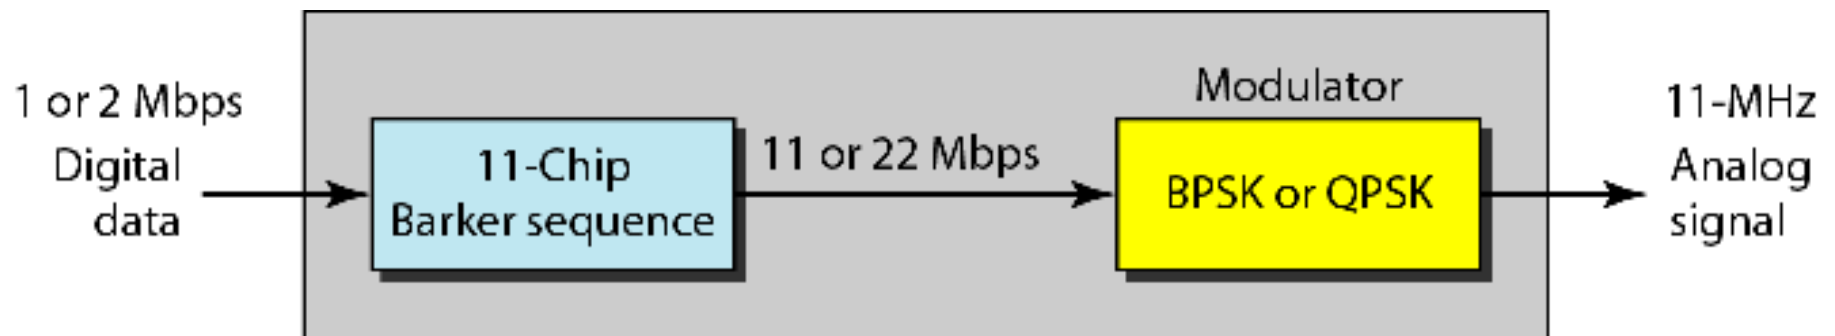 1 or 2 Mbps
Digital
data
11-Chip
Barker sequence
11 or 22 Mbps
Modulator
BPSK or QPSK
11-MHz
Analog
signal